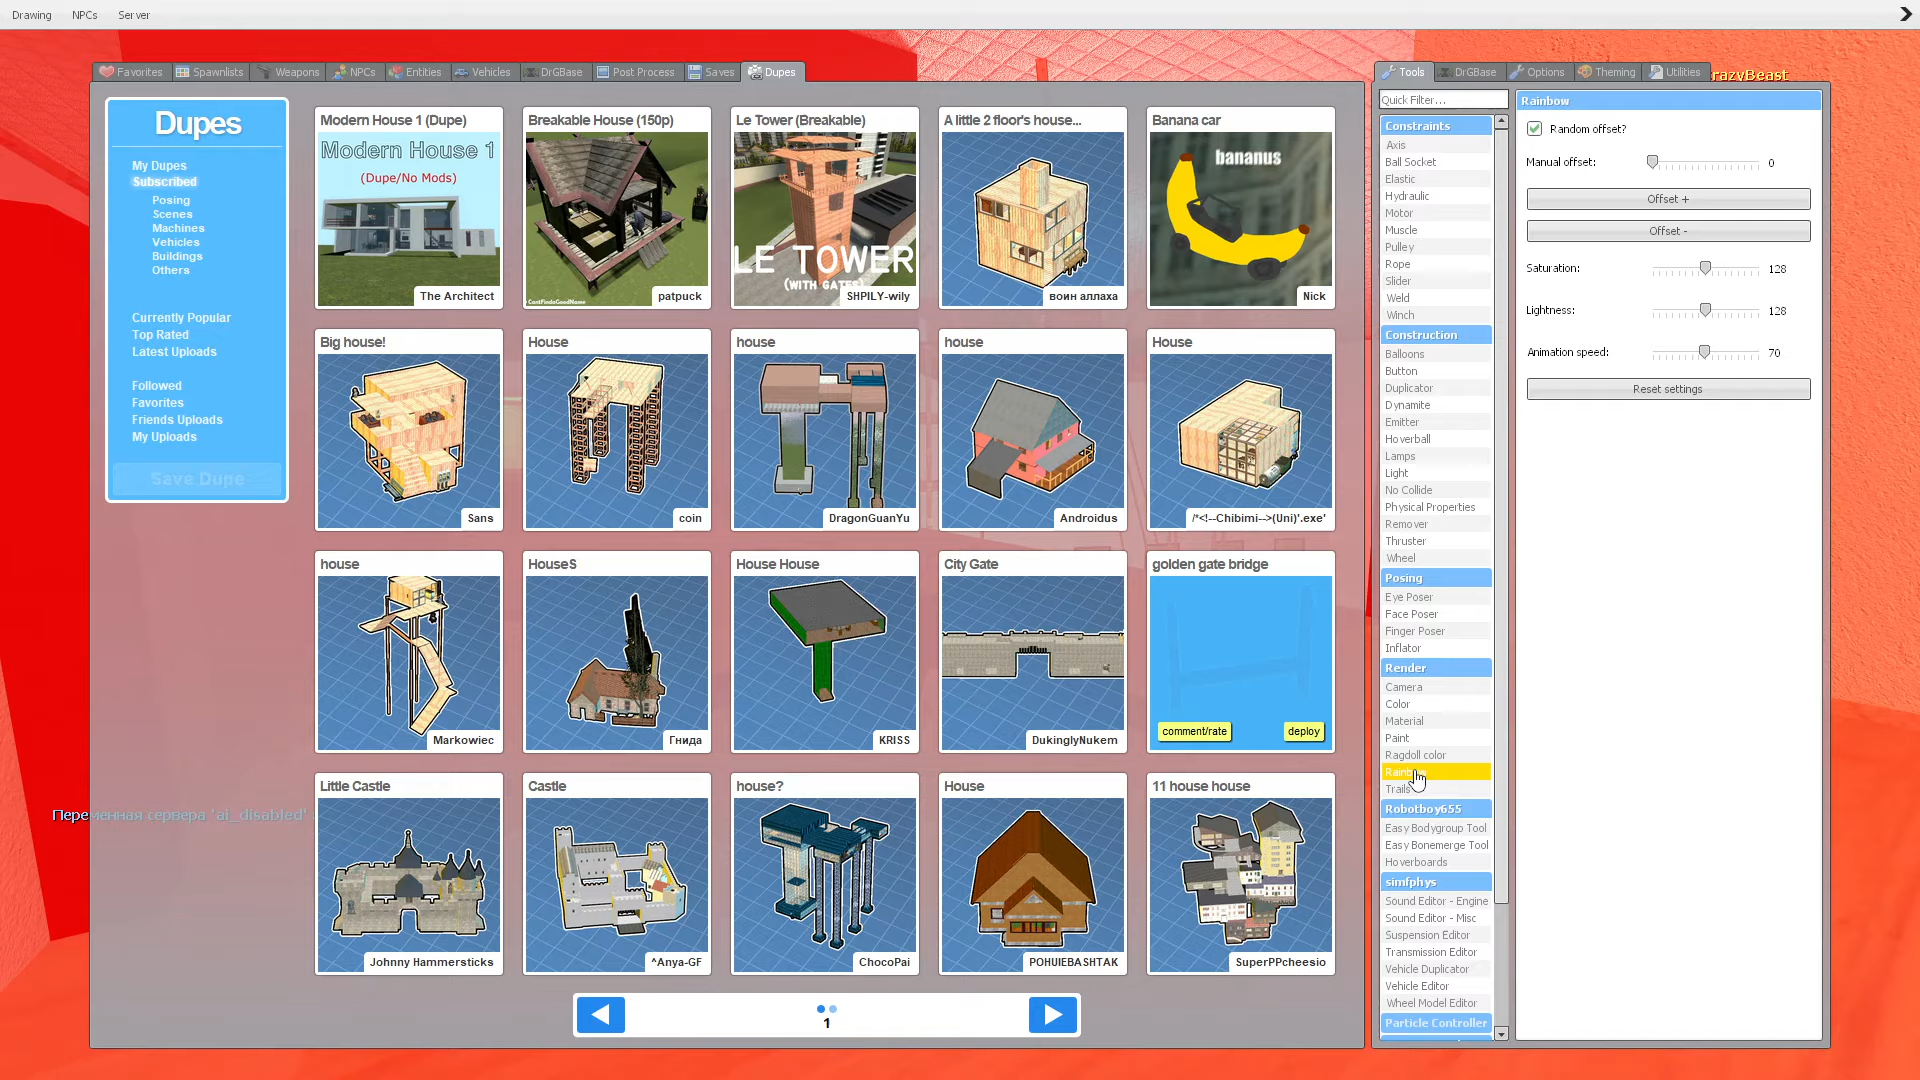 Drawing NPCs Server
Favorites Spawnlists Weapons NPCs Entities Vehicles DrGBase Post Process Saves Dupes
Tools DrGBase Options Theming Utilities
razyBeast
Dupes
My Dupes
Subscribed
Posing
Scenes
Machines
Vehicles
Buildings
Others
Currently Popular
Top Rated
Latest Uploads
Followed
Favorites
Friends Uploads
My Uploads
Save Dupe
Modern House 1 (Dupe)
Modern House 1
(Dupe/No Mods)
The Architect
Breakable House (150p)
CantFindaGoodName
patpuck
Le Tower (Breakable)
LE TOWER
(WITH GATES)
SHPILY-wily
A little 2 floor's house...
воин аллаха
Banana car
bananus
Nick
Big house!
Sans
House
coin
house
DragonGuanYu
house
Androidus
House
/*<!--Chibimi-->(Uni)'.exe'
house
Markowiec
HouseS
Гнида
House House
KRISS
City Gate
DukinglyNukem
golden gate bridge
comment/rate
deploy
Little Castle
Johnny Hammersticks
Castle
^Anya-GF
house?
ChocoPai
House
POHUIEBASHTAK
11 house house
SuperPPcheesio
1
Переменная сервера 'ai_disabled'
Quick Filter...
Constraints
Axis
Ball Socket
Elastic
Hydraulic
Motor
Muscle
Pulley
Rope
Slider
Weld
Winch
Construction
Balloons
Button
Duplicator
Dynamite
Emitter
Hoverball
Lamps
Light
No Collide
Physical Properties
Remover
Thruster
Wheel
Posing
Eye Poser
Face Poser
Finger Poser
Inflator
Render
Camera
Color
Material
Paint
Ragdoll color
Rainbow
Trails
Robotboy655
Easy Bodygroup Tool
Easy Bonemerge Tool
Hoverboards
simfphys
Sound Editor - Engine
Sound Editor - Misc
Suspension Editor
Transmission Editor
Vehicle Duplicator
Vehicle Editor
Wheel Model Editor
Particle Controller
Rainbow
Random offset?
Manual offset: 0
Offset +
Offset -
Saturation: 128
Lightness: 128
Animation speed: 70
Reset settings